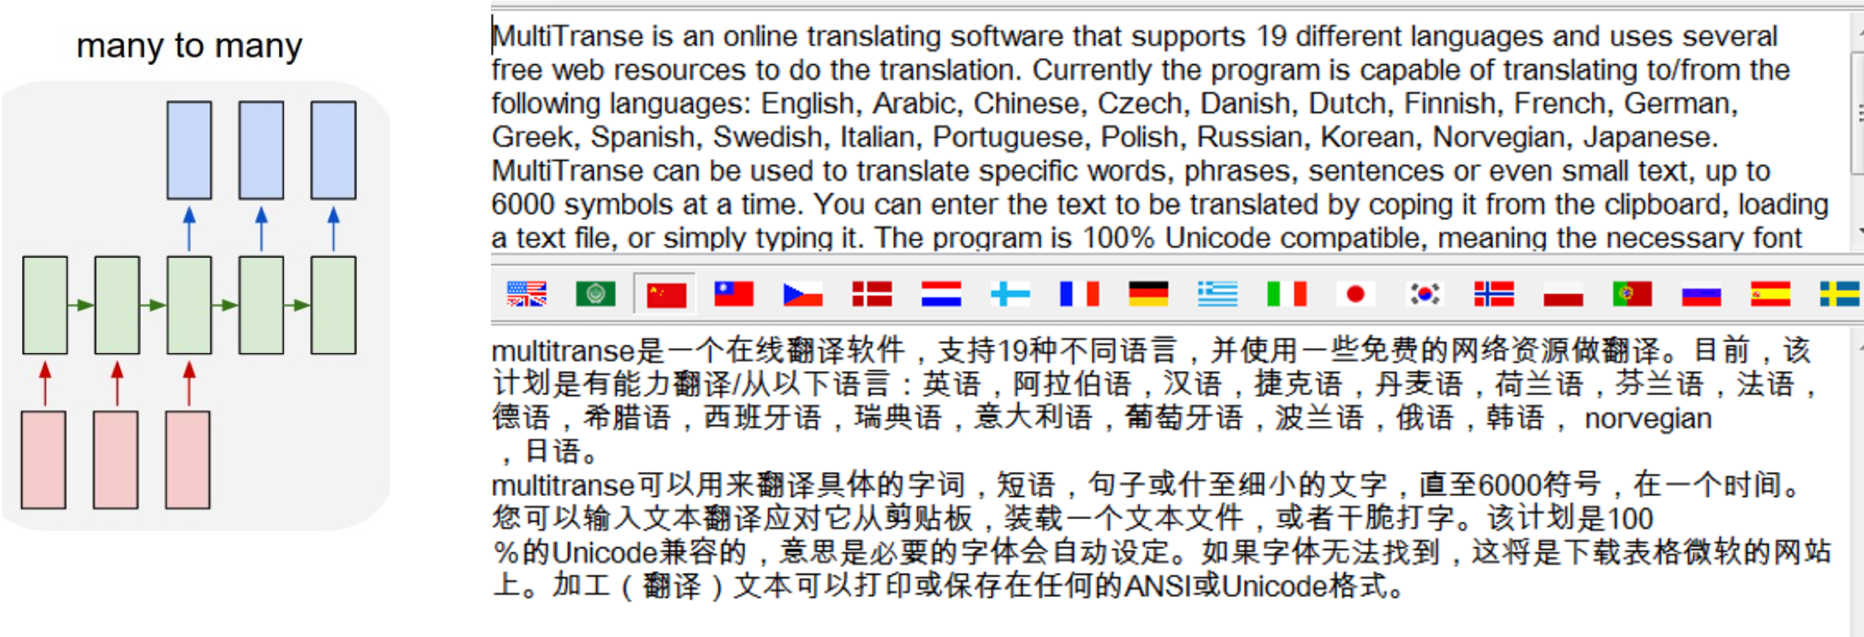 many to many
MultiTranse is an online translating software that supports 19 different languages and uses several
free web resources to do the translation. Currently the program is capable of translating to/from the
following languages: English, Arabic, Chinese, Czech, Danish, Dutch, Finnish, French, German,
Greek, Spanish, Swedish, Italian, Portuguese, Polish, Russian, Korean, Norvegian, Japanese.
MultiTranse can be used to translate specific words, phrases, sentences or even small text, up to
6000 symbols at a time. You can enter the text to be translated by coping it from the clipboard, loading
a text file, or simply typing it. The program is 100% Unicode compatible, meaning the necessary font
multitranse是一个在线翻译软件，支持19种不同语言，并使用一些免费的网络资源做翻译。目前，该
计划是有能力翻译/从以下语言：英语，阿拉伯语，汉语，捷克语，丹麦语，荷兰语，芬兰语，法语，
德语，希腊语，西班牙语，瑞典语，意大利语，葡萄牙语，波兰语，俄语，韩语，norvegian
，日语。
multitranse可以用来翻译具体的字词，短语，句子或什至细小的文字，直至6000符号，在一个时间。
您可以输入文本翻译应对它从剪贴板，装载一个文本文件，或者干脆打字。该计划是100
%的Unicode兼容的，意思是必要的字体会自动设定。如果字体无法找到，这将是下载表格微软的网站
上。加工（翻译）文本可以打印或保存在任何的ANSI或Unicode格式。